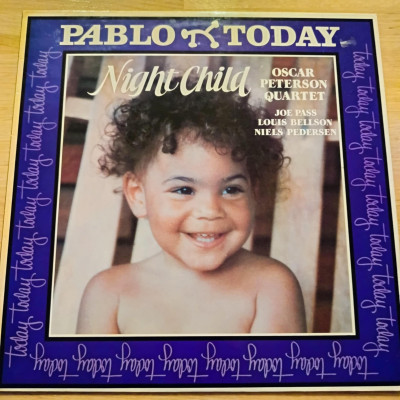 PABLO TODAY
Night Child
OSCAR
PETERSON
QUARTET
JOE PASS
LOUIS BELLSON
NIELS PEDERSEN
today today today today today today today
today today today today today today
today today today today today today today today